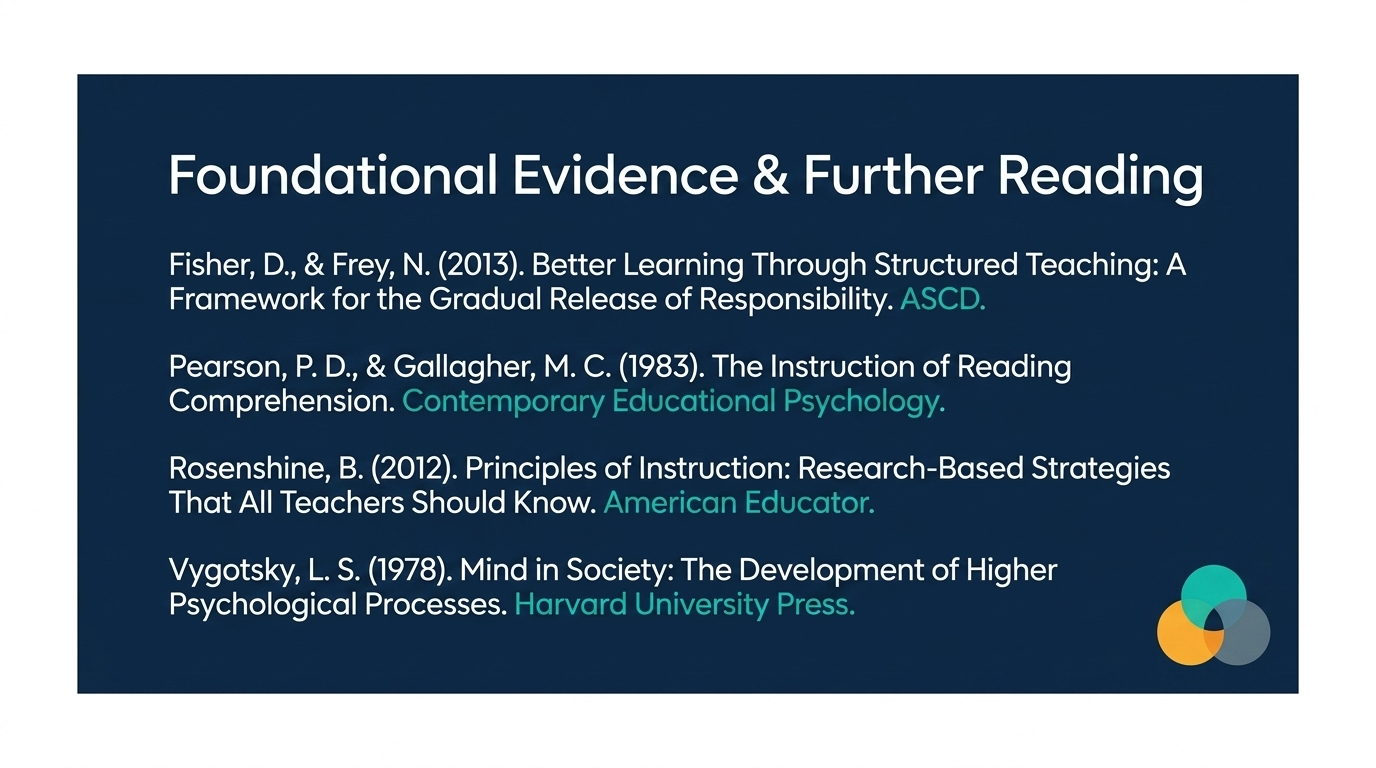 Foundational Evidence & Further Reading
Fisher, D., & Frey, N. (2013). Better Learning Through Structured Teaching: A
Framework for the Gradual Release of Responsibility. ASCD.
Pearson, P. D., & Gallagher, M. C. (1983). The Instruction of Reading
Comprehension. Contemporary Educational Psychology.
Rosenshine, B. (2012). Principles of Instruction: Research-Based Strategies
That All Teachers Should Know. American Educator.
Vygotsky, L. S. (1978). Mind in Society: The Development of Higher
Psychological Processes. Harvard University Press.